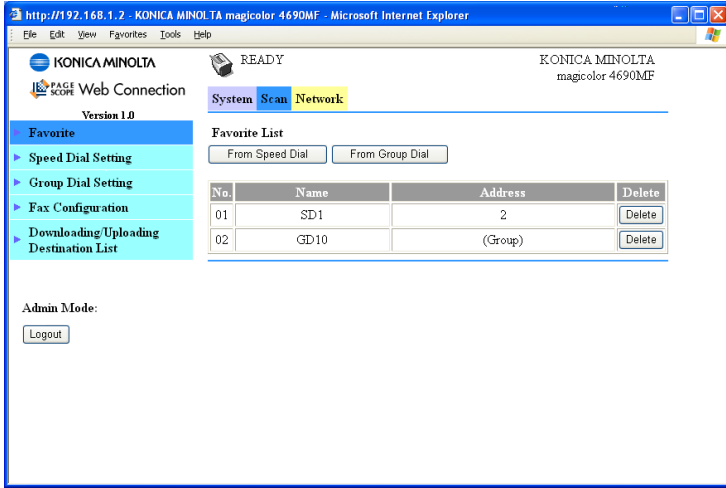 http://192.168.1.2 - KONICA MINOLTA magicolor 4690MF - Microsoft Internet Explorer
File Edit View Favorites Tools Help
KONICA MINOLTA
READY
KONICA MINOLTA
magicolor 4690MF
PAGE SCOPE Web Connection
Version 1.0
System Scan Network
Favorite
Speed Dial Setting
Group Dial Setting
Fax Configuration
Downloading/Uploading
Destination List
Admin Mode:
Logout
Favorite List
From Speed Dial From Group Dial
No. Name Address Delete
01 SD1 2 Delete
02 GD10 (Group) Delete